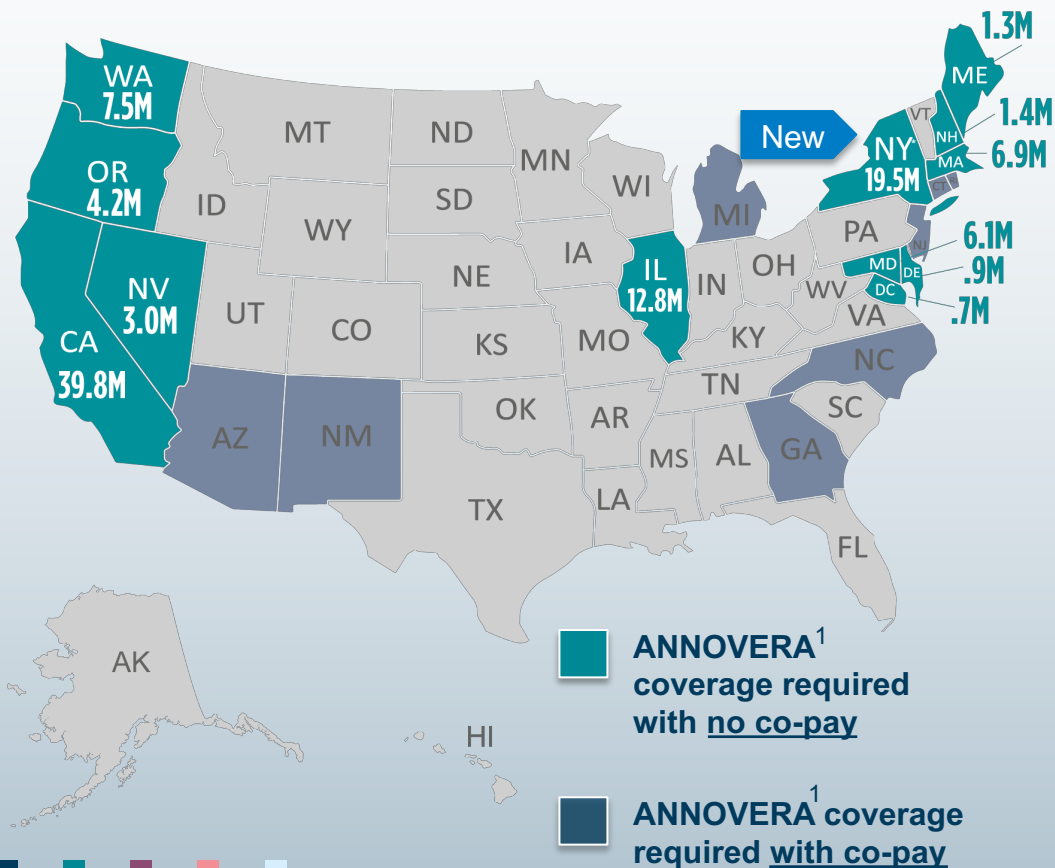 1.3M
WA
7.5M
ME
MT
ND
VT
1.4M
New
NH
MN
OR
4.2M
NY*
19.5M
MA
6.9M
ID
SD
WI
MI
CT
WY
IA
PA
NJ
6.1M
NV
3.0M
NE
IL
12.8M
IN
OH
MD
DE
.9M
WV
DC
.7M
UT
CO
VA
CA
39.8M
KS
MO
KY
NC
TN
OK
AR
SC
AZ
NM
MS
AL
GA
LA
TX
FL
ANNOVERA1
coverage required
with no co-pay
AK
HI
ANNOVERA1 coverage
required with co-pay